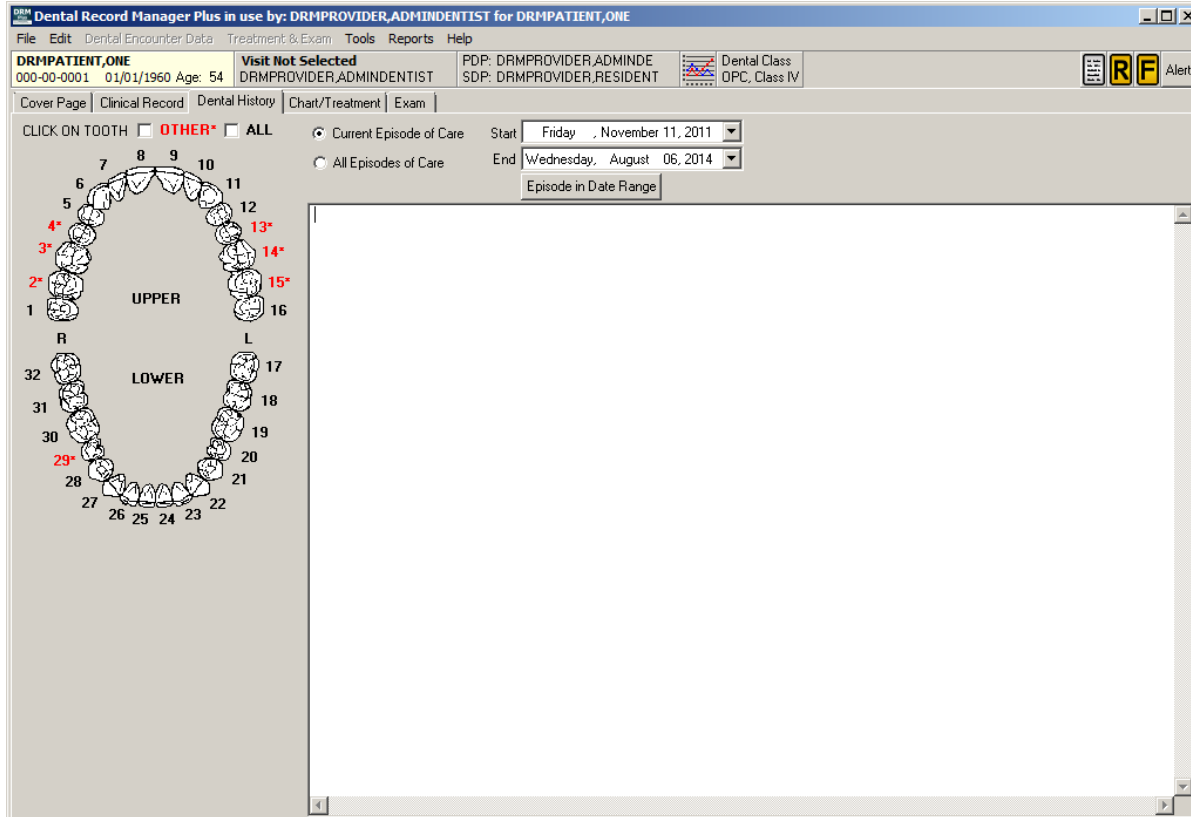 DRM Plus Dental Record Manager Plus in use by: DRMPROVIDER,ADMINDENTIST for DRMPATIENT,ONE
File Edit Dental Encounter Data Treatment & Exam Tools Reports Help
DRMPATIENT,ONE
000-00-0001 01/01/1960 Age: 54
Visit Not Selected
DRMPROVIDER,ADMINDENTIST
PDP: DRMPROVIDER,ADMINDE
SDP: DRMPROVIDER,RESIDENT
Dental Class
OPC, Class IV
R F Alert
Cover Page Clinical Record Dental History Chart/Treatment Exam
CLICK ON TOOTH OTHER* ALL
Current Episode of Care Start Friday , November 11, 2011
All Episodes of Care End Wednesday, August 06, 2014
Episode in Date Range
7 8 9 10
6 11
5 12
4* 13*
3* 14*
2* 15*
UPPER
1 16
R L
32 17
LOWER
31 18
30 19
29* 20
28 21
27 22
26 25 24 23